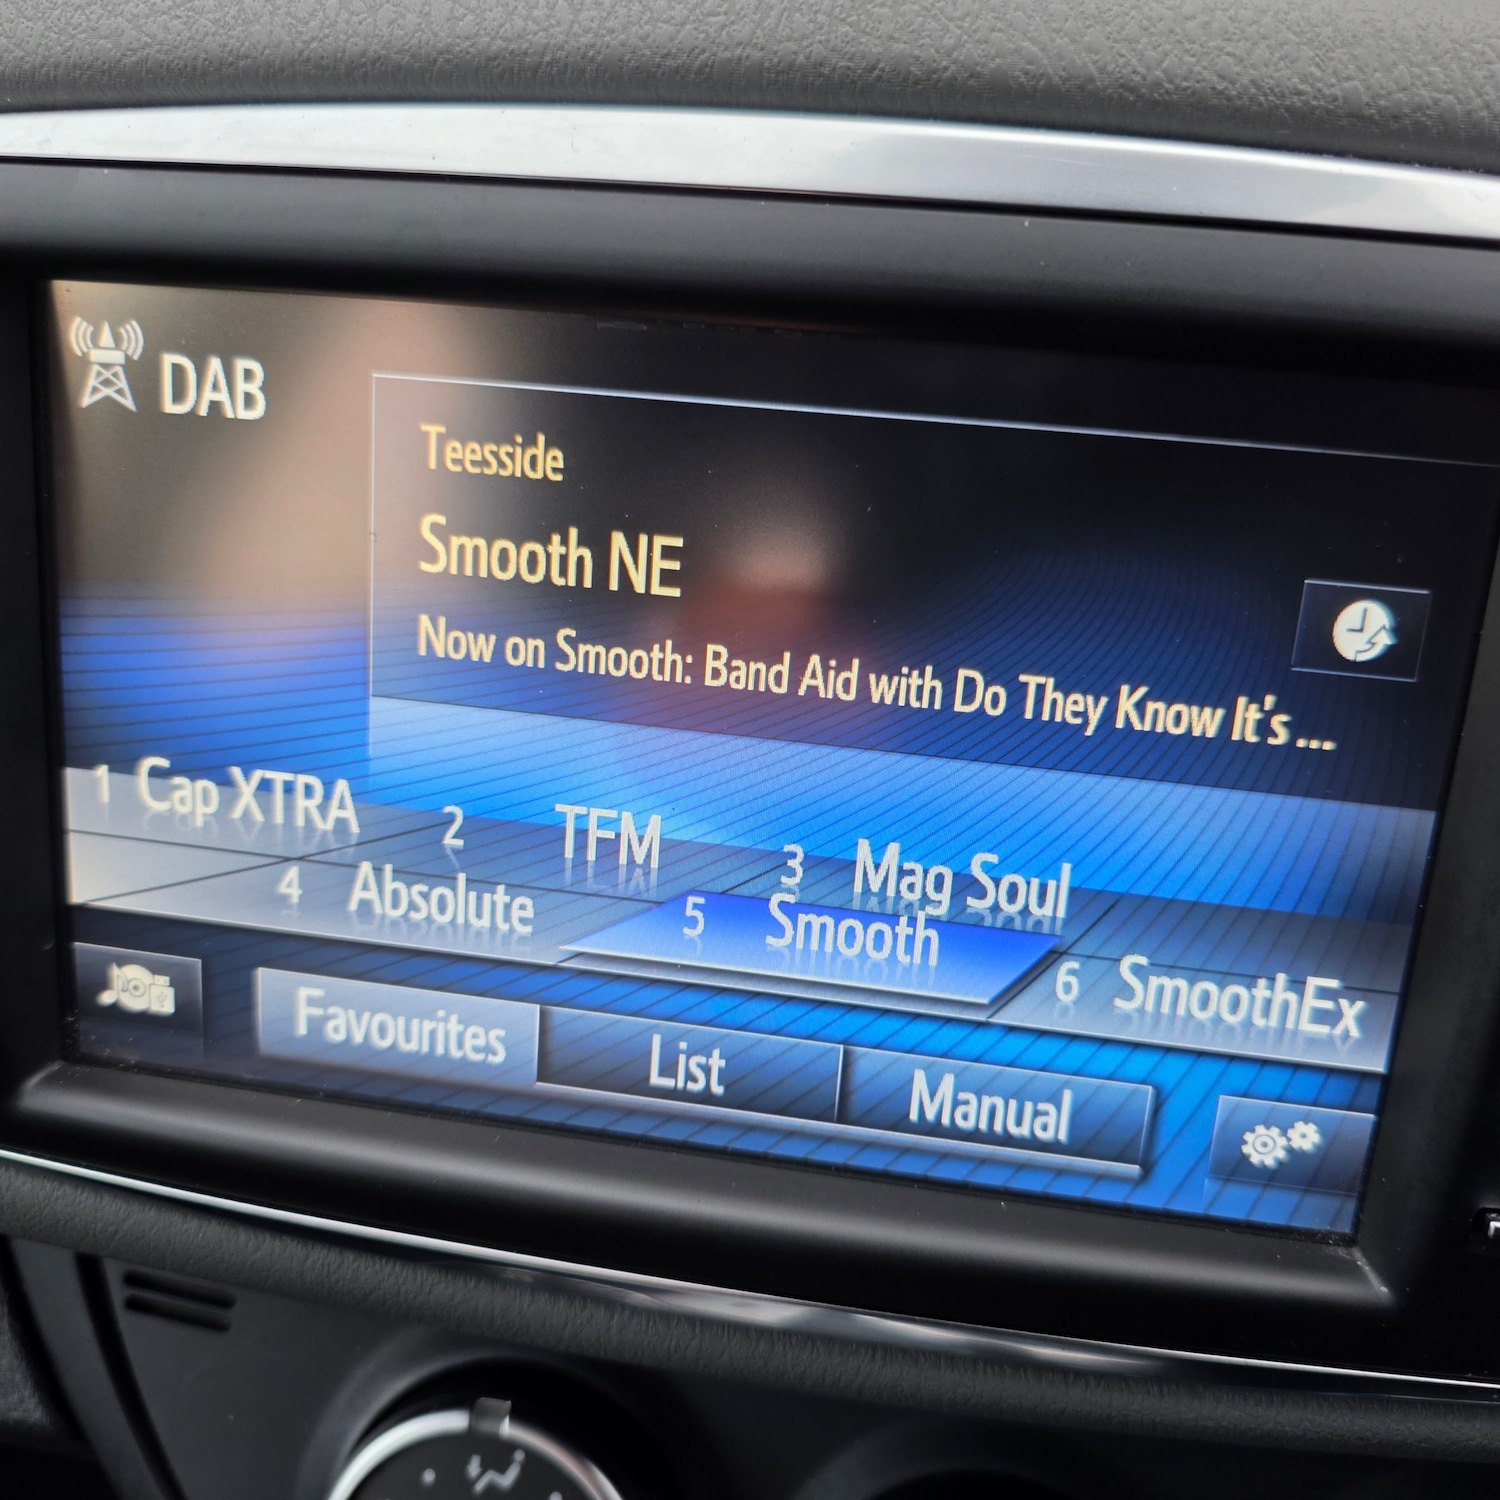 DAB
Teesside
Smooth NE
Now on Smooth: Band Aid with Do They Know It's ...
1 Cap XTRA 2 TFM 3 Mag Soul
4 Absolute 5 Smooth 6 SmoothEx
Favourites List Manual